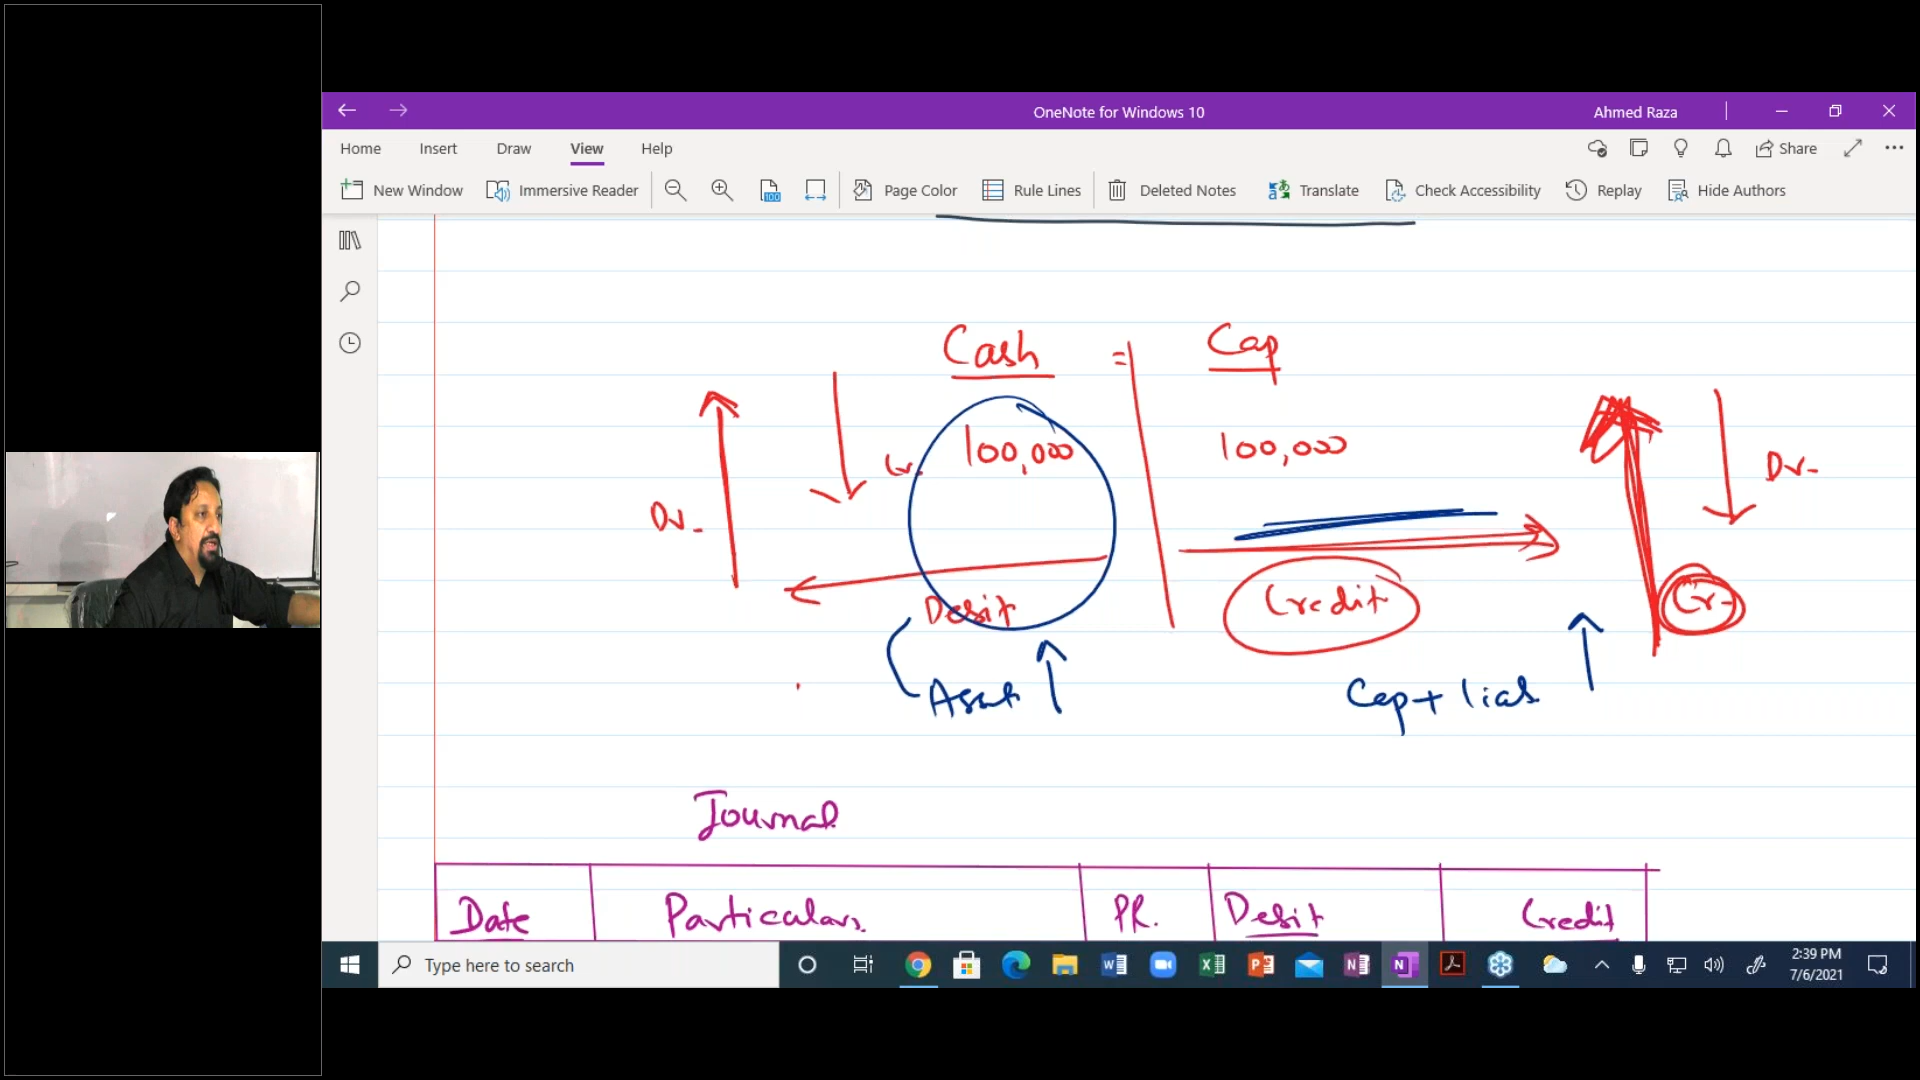 OneNote for Windows 10 Ahmed Raza
Home Insert Draw View Help Share
New Window Immersive Reader 100 Page Color Rule Lines Deleted Notes Translate Check Accessibility Replay Hide Authors
Cash = Cap
100,000 100,000
Cr. Dr.
Dr.
Debit Credit Cr.
Asset Cap + liab
Journal
Date Particulars PR. Debit Credit
Type here to search
2:39 PM
7/6/2021